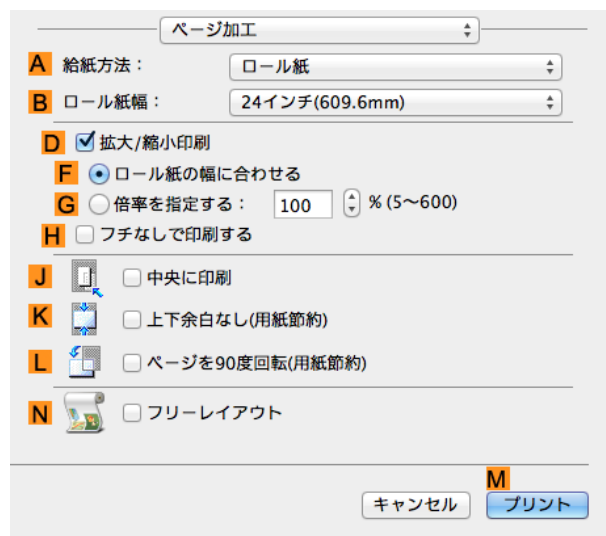 ページ加工
A 給紙方法： ロール紙
B ロール紙幅： 24インチ(609.6mm)
D 拡大/縮小印刷
F ロール紙の幅に合わせる
G 倍率を指定する： 100 % (5〜600)
H フチなしで印刷する
J 中央に印刷
K 上下余白なし(用紙節約)
L ページを90度回転(用紙節約)
N フリーレイアウト
M
キャンセル プリント